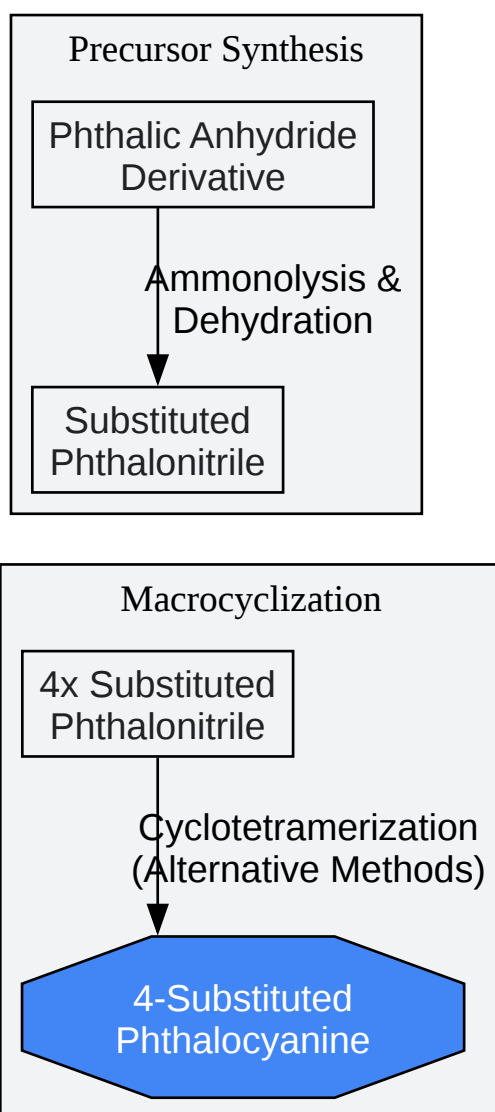 Precursor Synthesis
Phthalic Anhydride
Derivative
Ammonolysis &
Dehydration
Substituted
Phthalonitrile
Macrocyclization
4x Substituted
Phthalonitrile
Cyclotetramerization
(Alternative Methods)
4-Substituted
Phthalocyanine